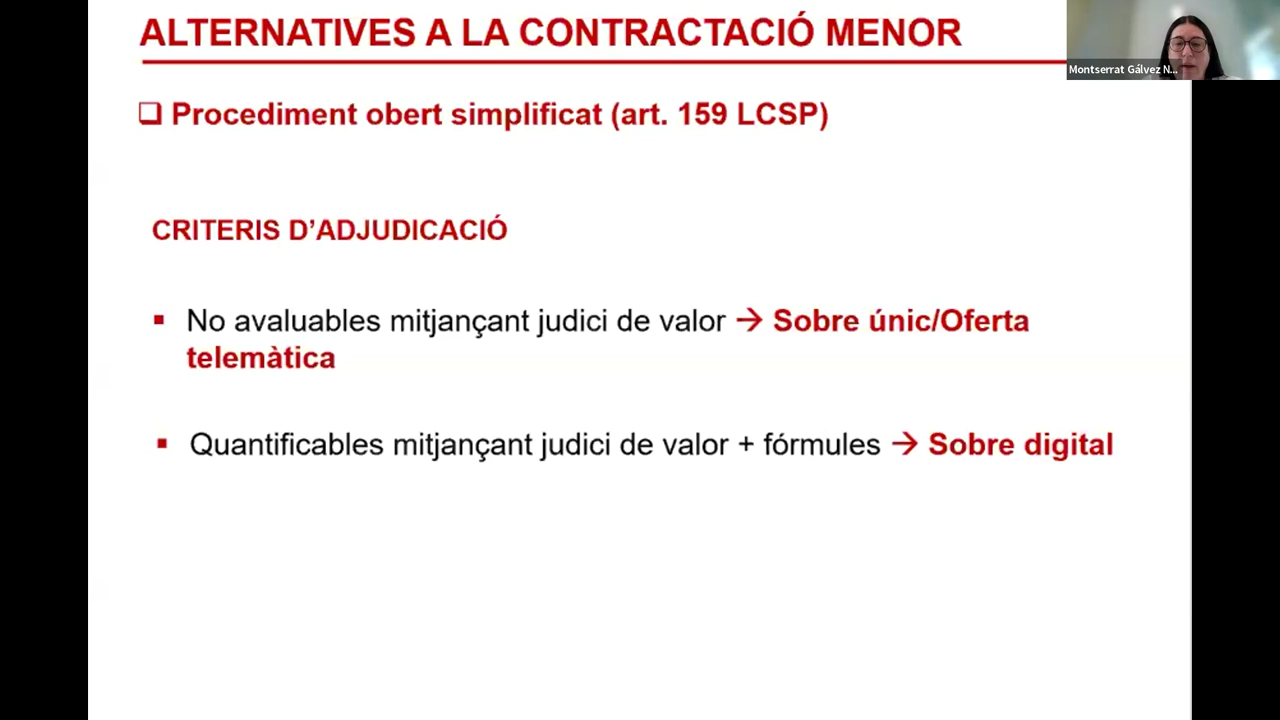 ALTERNATIVES A LA CONTRACTACIÓ MENOR
Montserrat Gálvez N...
❑ Procediment obert simplificat (art. 159 LCSP)
CRITERIS D’ADJUDICACIÓ
▪ No avaluables mitjançant judici de valor → Sobre únic/Oferta
telemàtica
▪ Quantificables mitjançant judici de valor + fórmules → Sobre digital